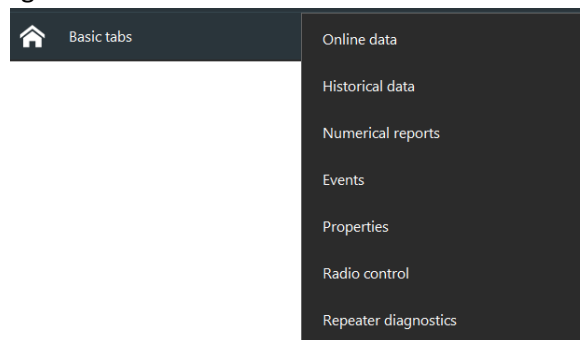 Basic tabs
Online data
Historical data
Numerical reports
Events
Properties
Radio control
Repeater diagnostics